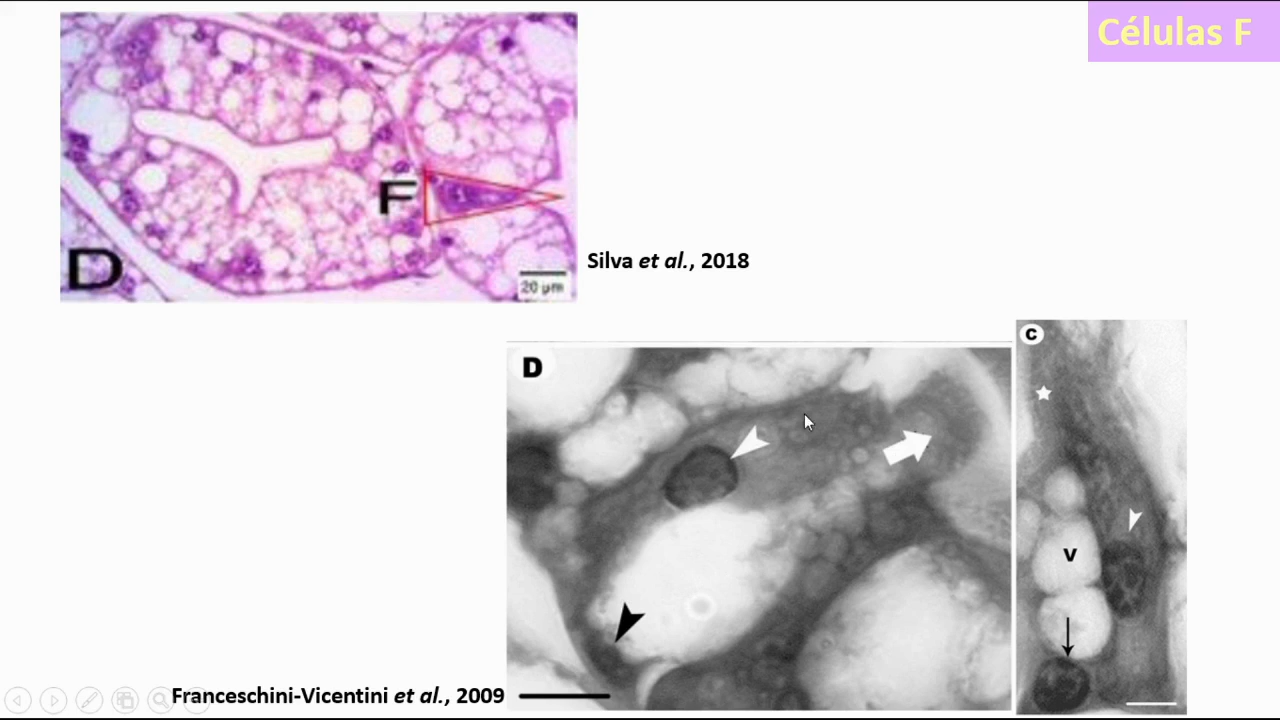 Células F
F
D
20 µm
Silva et al., 2018
D
C
V
Franceschini-Vicentini et al., 2009